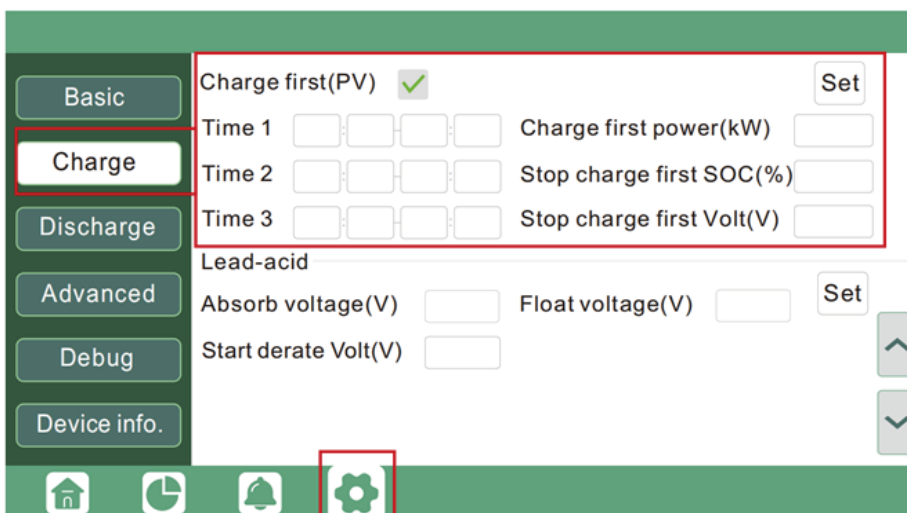 Basic
Charge
Discharge
Advanced
Debug
Device info.
Charge first(PV) Set
Time 1 : - : Charge first power(kW)
Time 2 : - : Stop charge first SOC(%)
Time 3 : - : Stop charge first Volt(V)
Lead-acid
Absorb voltage(V) Float voltage(V) Set
Start derate Volt(V)